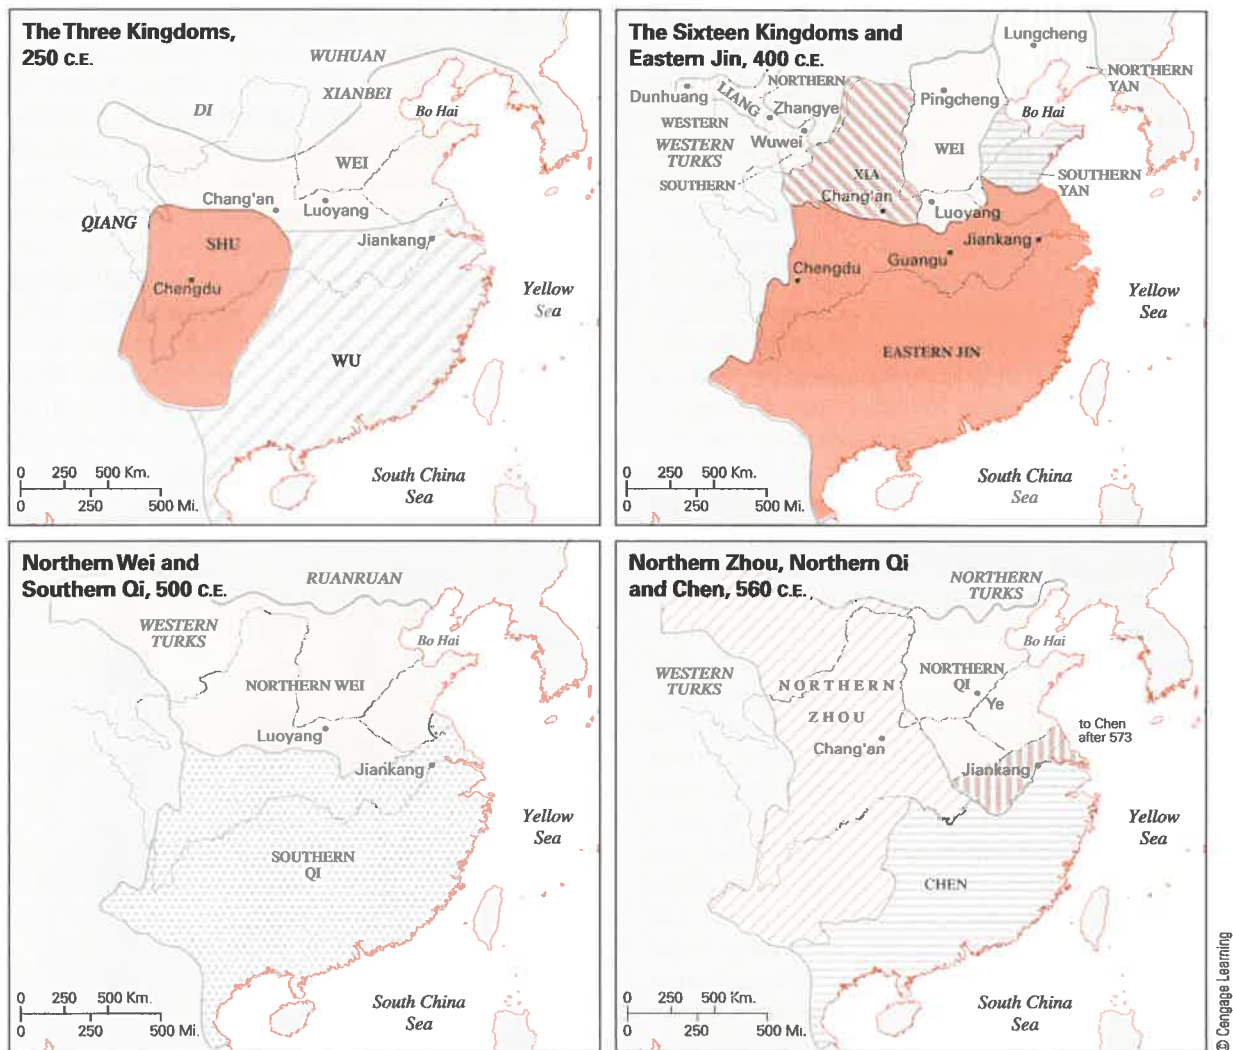 The Three Kingdoms,
250 C.E.
WUHUAN
XIANBEI
DI
Bo Hai
WEI
Chang'an
Luoyang
QIANG
SHU
Jiankang
Chengdu
Yellow
Sea
WU
0 250 500 Km.
0 250 500 Mi.
South China
Sea
The Sixteen Kingdoms and
Eastern Jin, 400 C.E.
Lungcheng
NORTHERN
YAN
NORTHERN
Dunhuang
LIANG
Zhangye
Pingcheng
Bo Hai
WESTERN
Wuwei
WESTERN
TURKS
WEI
SOUTHERN
XIA
SOUTHERN
YAN
Chang'an
Luoyang
Jiankang
Guangu
Chengdu
Yellow
Sea
EASTERN JIN
0 250 500 Km.
0 250 500 Mi.
South China
Sea
Northern Wei and
Southern Qi, 500 C.E.
RUANRUAN
WESTERN
TURKS
Bo Hai
NORTHERN WEI
Luoyang
Jiankang
Yellow
Sea
SOUTHERN
QI
0 250 500 Km.
0 250 500 Mi.
South China
Sea
Northern Zhou, Northern Qi
and Chen, 560 C.E.
NORTHERN
TURKS
Bo Hai
WESTERN
TURKS
NORTHERN
ZHOU
NORTHERN
QI
Ye
Chang'an
to Chen
after 573
Jiankang
Yellow
Sea
CHEN
0 250 500 Km.
0 250 500 Mi.
South China
Sea
© Cengage Learning